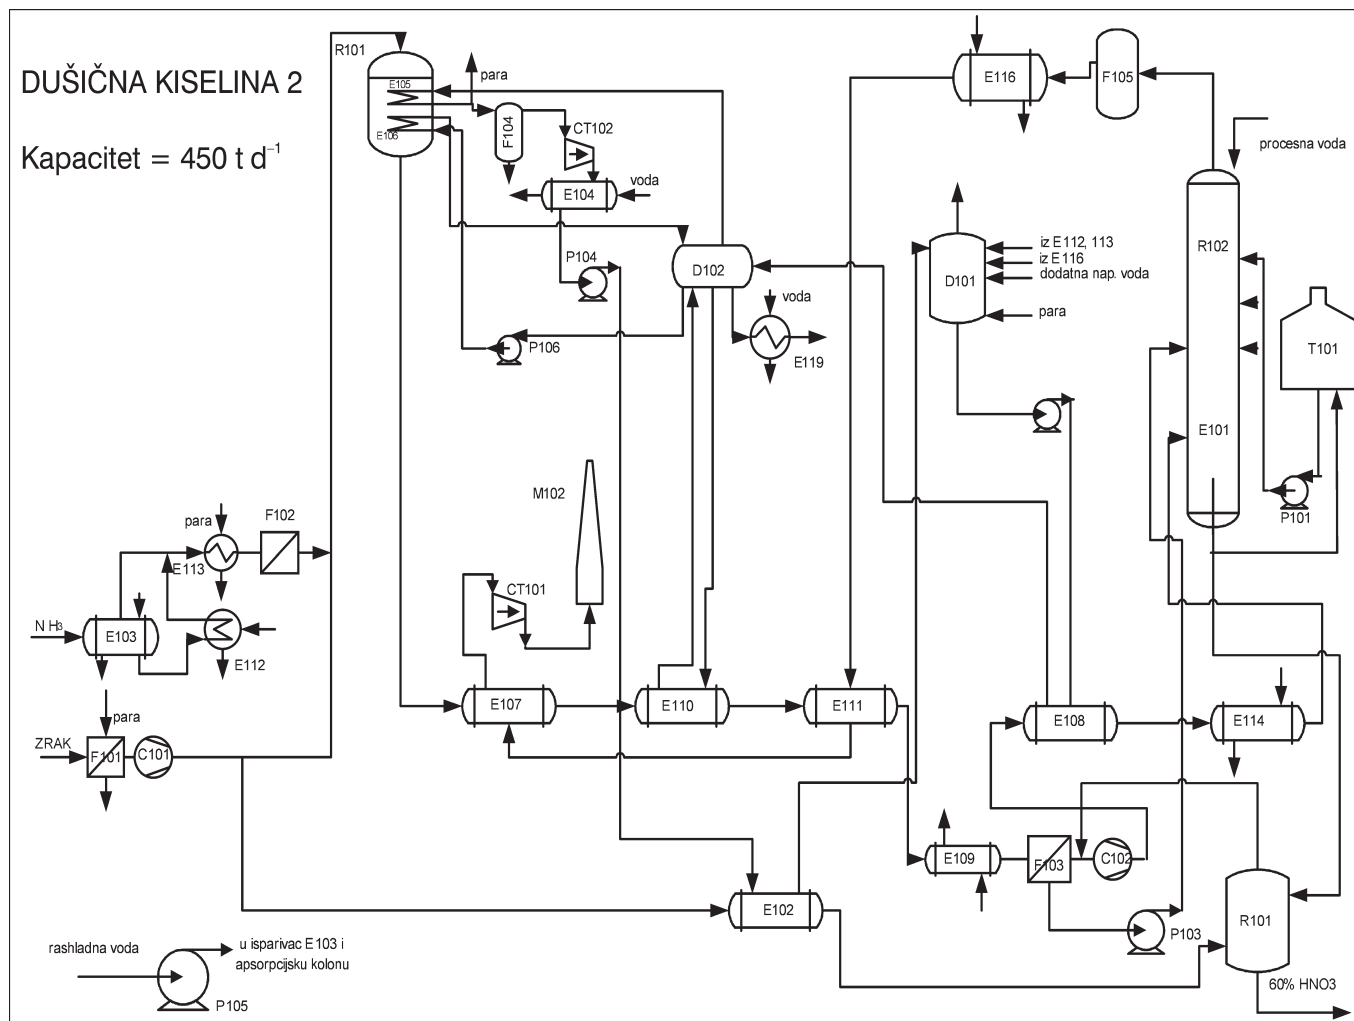 DUŠIČNA KISELINA 2
Kapacitet = 450 t d⁻¹
R101
E105
E106
para
F104
CT102
E104
voda
P104
D102
voda
P106
E119
E116
F105
procesna voda
R102
iz E112, 113
iz E116
dodatna nap. voda
D101
para
T101
E101
P101
M102
CT101
para
F102
E113
NH₃
E103
E112
E107
E110
E111
E108
E114
para
ZRAK
F101
C101
E109
F103
C102
E102
P103
R101
rashladna voda
u isparivac E103 i
apsorpcijsku kolonu
P105
60% HNO3